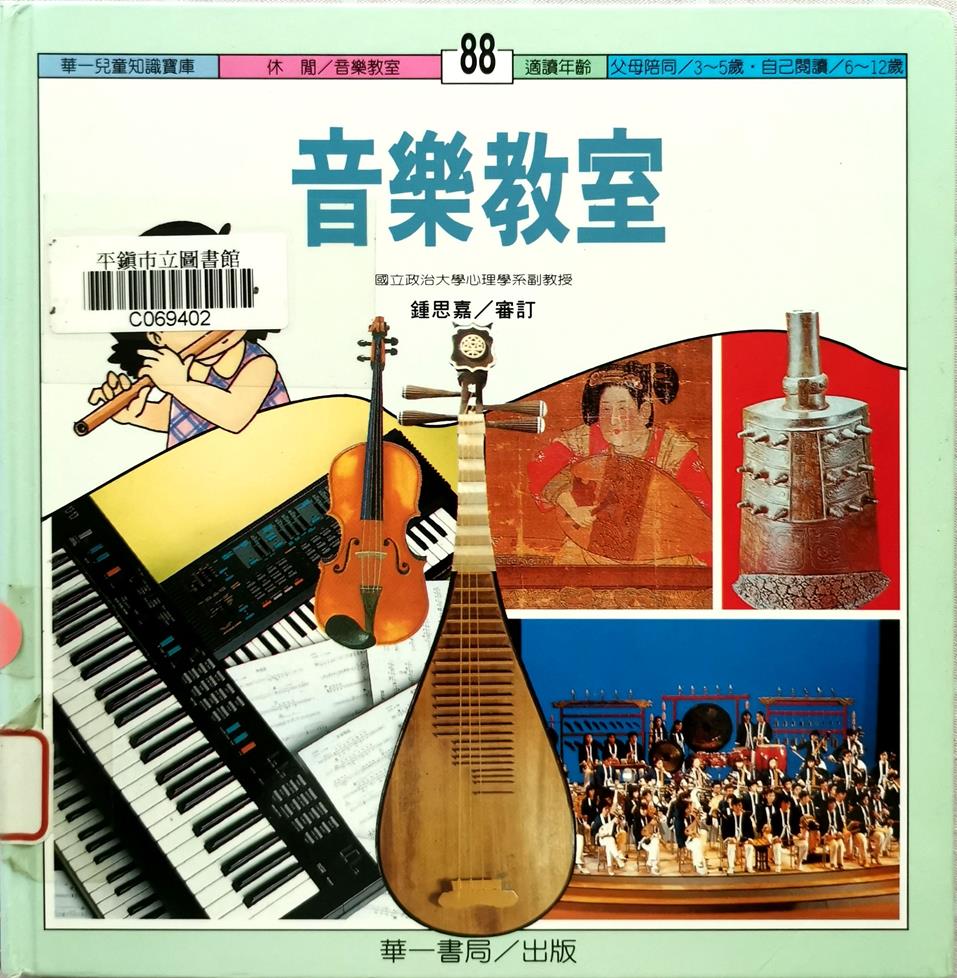 華一兒童知識寶庫 休 閒／音樂教室 88 適讀年齡 父母陪同／3～5歲・自己閱讀／6～12歲
音樂教室
國立政治大學心理學系副教授
鍾思嘉／審訂
平鎮市立圖書館
C069402
華一書局／出版